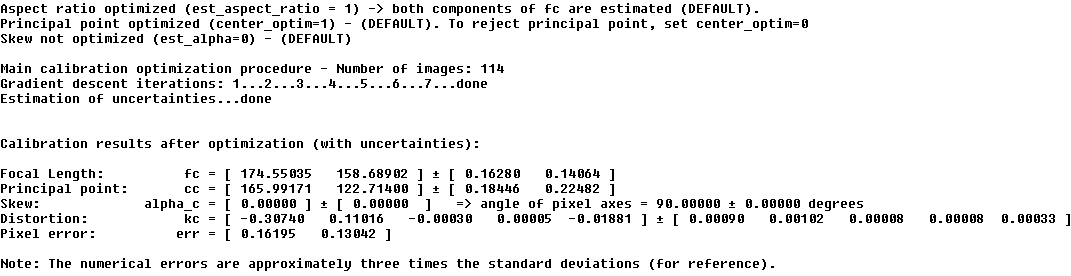 Aspect ratio optimized (est_aspect_ratio = 1) -> both components of fc are estimated (DEFAULT).
Principal point optimized (center_optim=1) - (DEFAULT). To reject principal point, set center_optim=0
Skew not optimized (est_alpha=0) - (DEFAULT)
Main calibration optimization procedure - Number of images: 114
Gradient descent iterations: 1...2...3...4...5...6...7...done
Estimation of uncertainties...done
Calibration results after optimization (with uncertainties):
Focal Length: fc = [ 174.55035 158.68902 ] ± [ 0.16280 0.14064 ]
Principal point: cc = [ 165.99171 122.71400 ] ± [ 0.18446 0.22482 ]
Skew: alpha_c = [ 0.00000 ] ± [ 0.00000 ] => angle of pixel axes = 90.00000 ± 0.00000 degrees
Distortion: kc = [ -0.30740 0.11016 -0.00030 0.00005 -0.01881 ] ± [ 0.00090 0.00102 0.00008 0.00008 0.00033 ]
Pixel error: err = [ 0.16195 0.13042 ]
Note: The numerical errors are approximately three times the standard deviations (for reference).